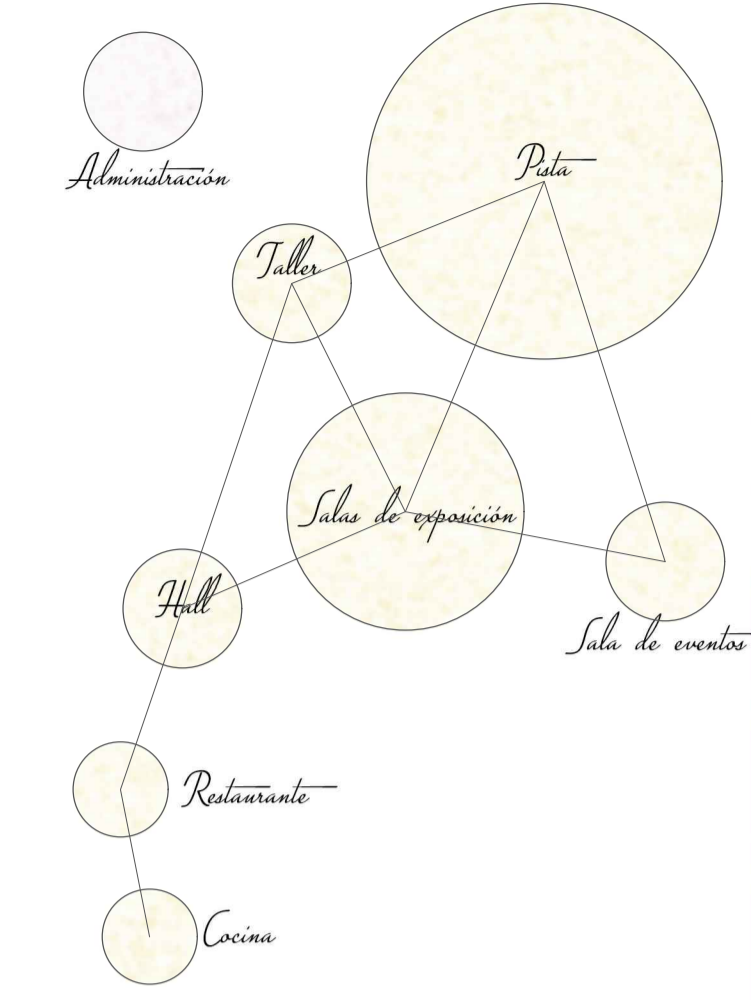 Pista
Administración
Taller
Salas de exposición
Hall
Sala de eventos
Restaurante
Cocina